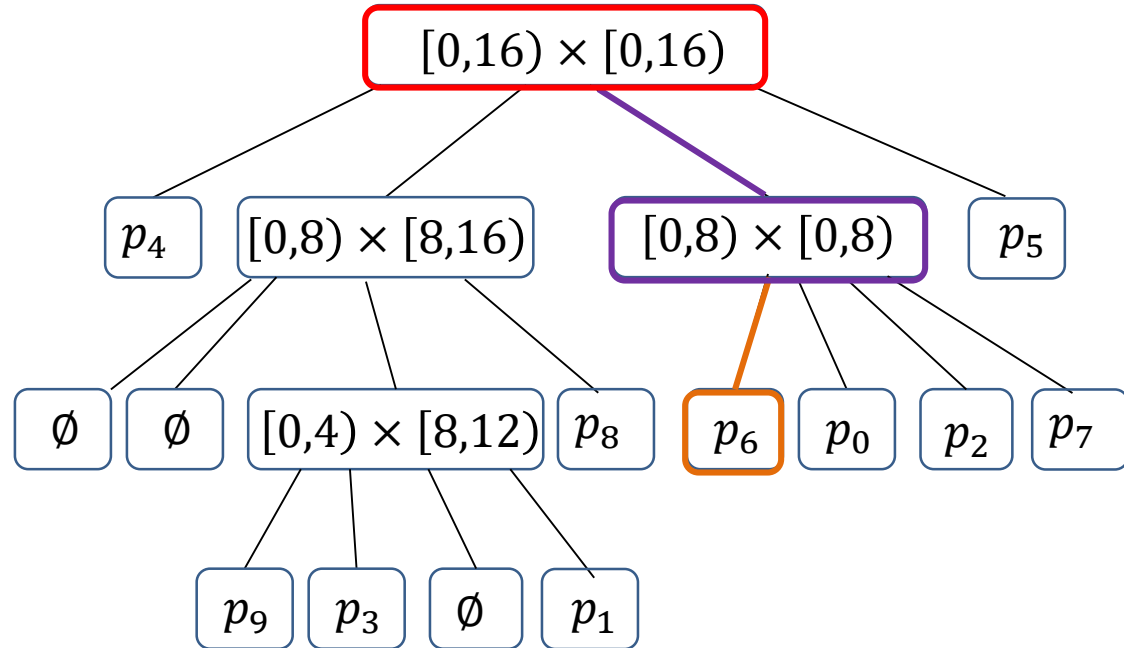 [0,16) × [0,16)
p₄ [0,8) × [8,16) [0,8) × [0,8) p₅
∅ ∅ [0,4) × [8,12) p₈ p₆ p₀ p₂ p₇
p₉ p₃ ∅ p₁